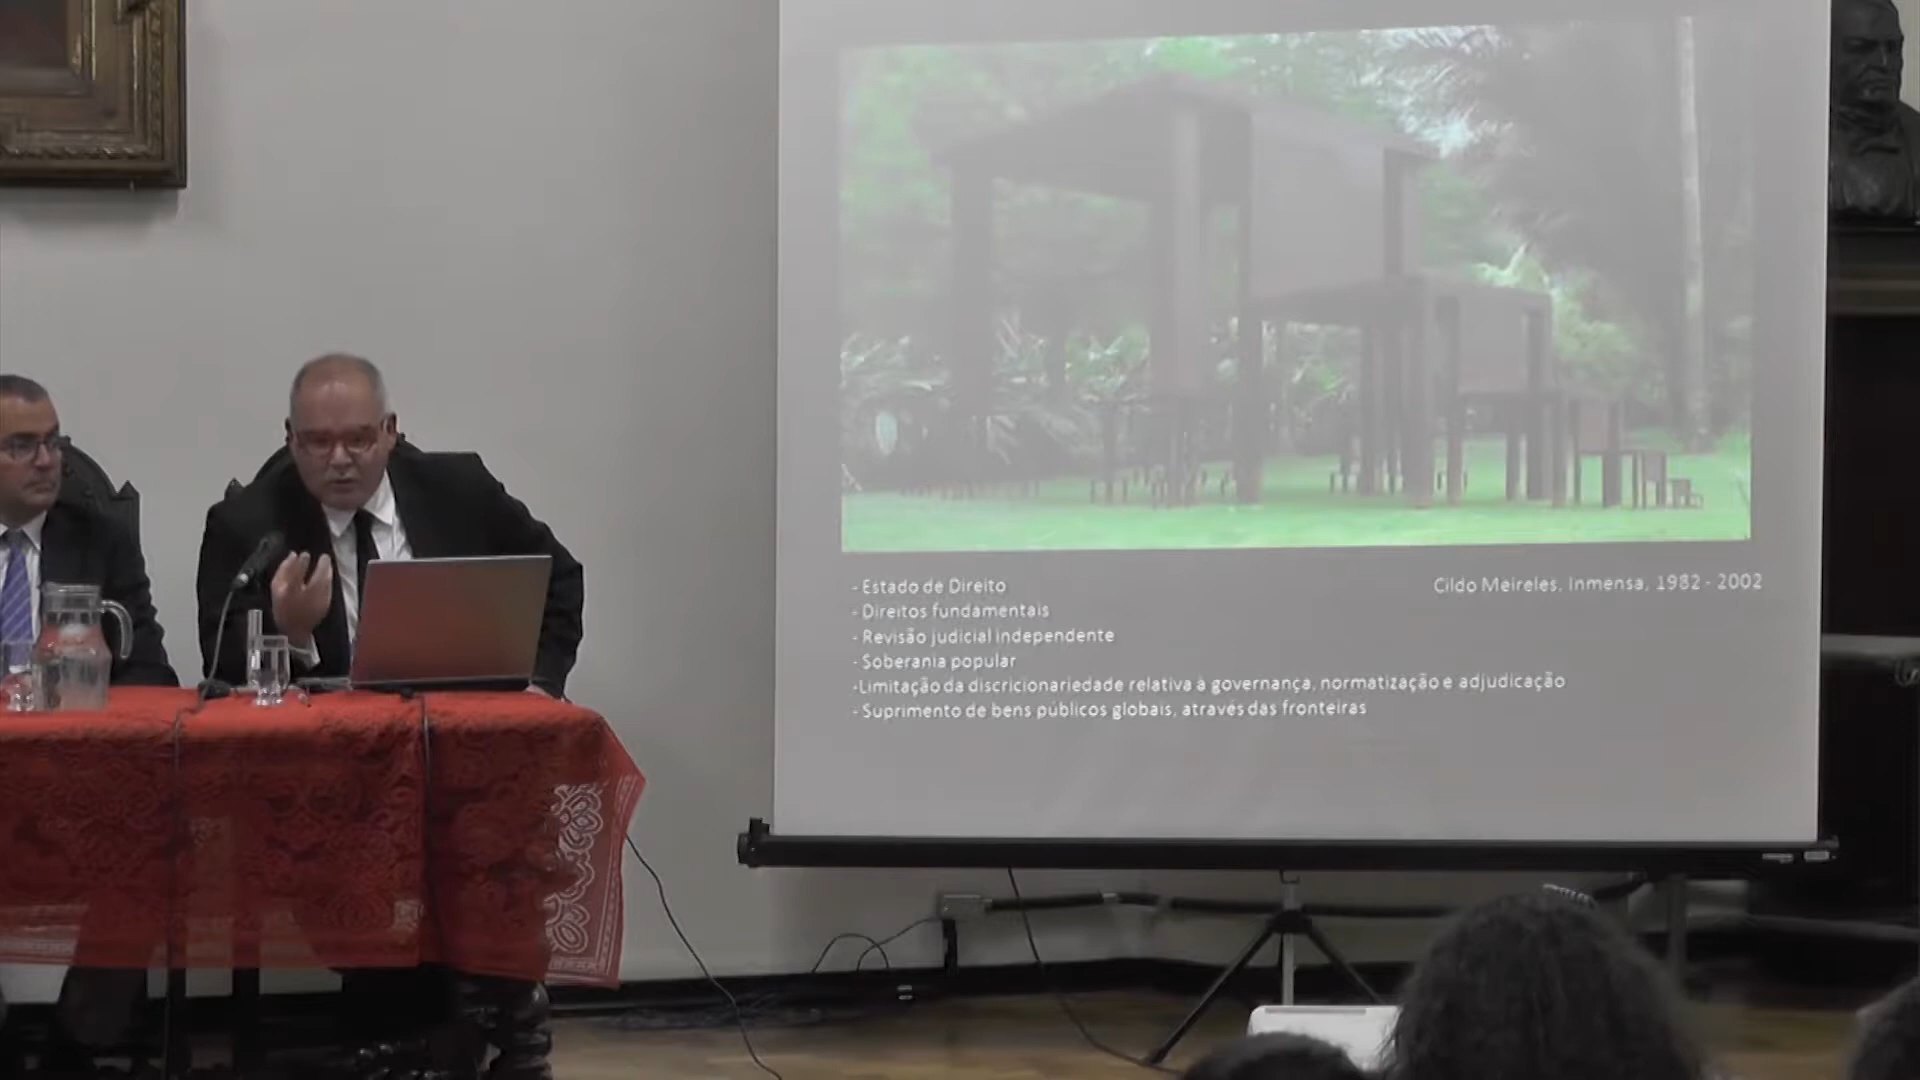 - Estado de Direito
Cildo Meireles. Inmensa, 1982 - 2002
- Direitos fundamentais
- Revisão judicial independente
- Soberania popular
-Limitação da discricionariedade relativa à governança, normatização e adjudicação
- Suprimento de bens públicos globais, através das fronteiras